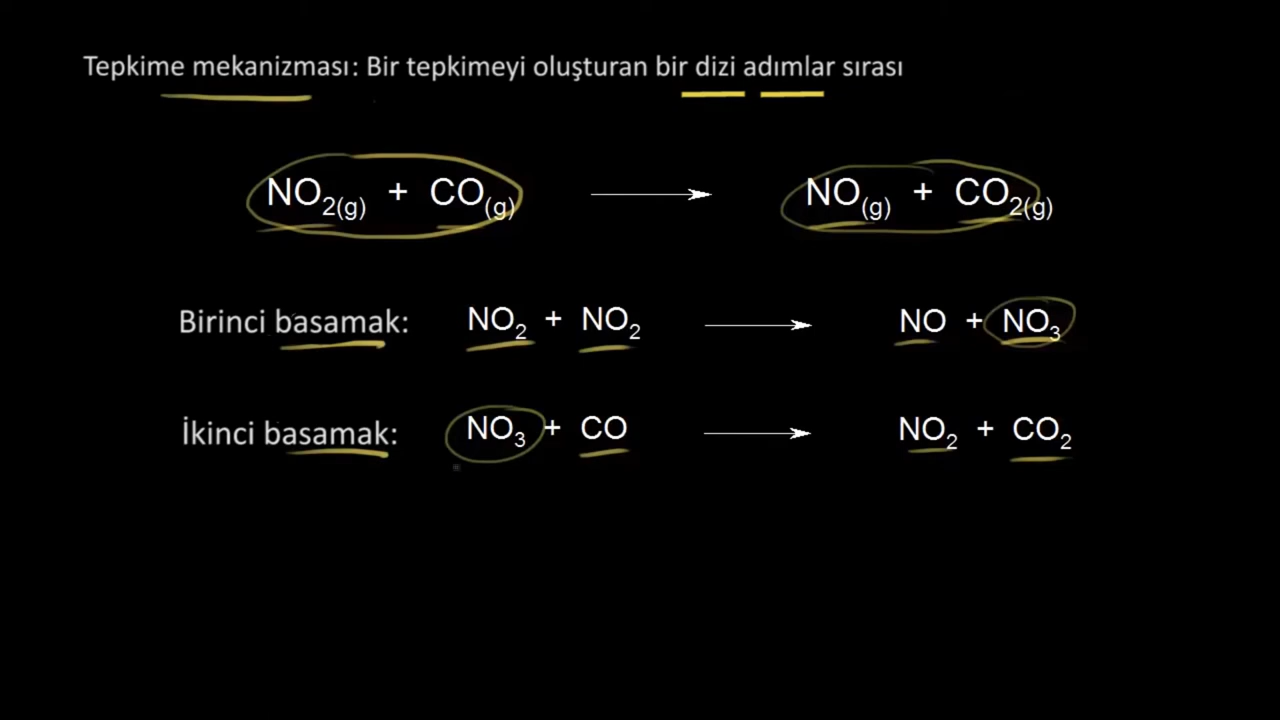 Tepkime mekanizması: Bir tepkimeyi oluşturan bir dizi adımlar sırası
NO2(g) + CO(g) → NO(g) + CO2(g)
Birinci basamak: NO2 + NO2 → NO + NO3
İkinci basamak: NO3 + CO → NO2 + CO2